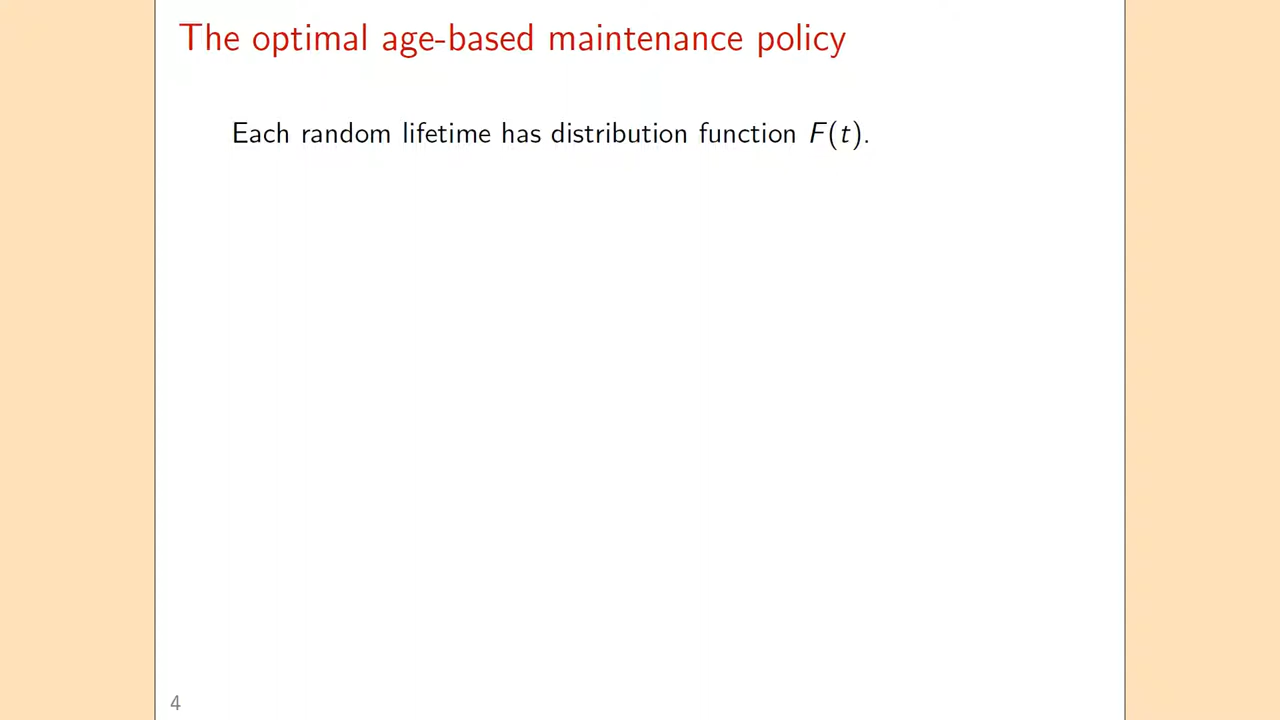 The optimal age-based maintenance policy
Each random lifetime has distribution function F(t).
4